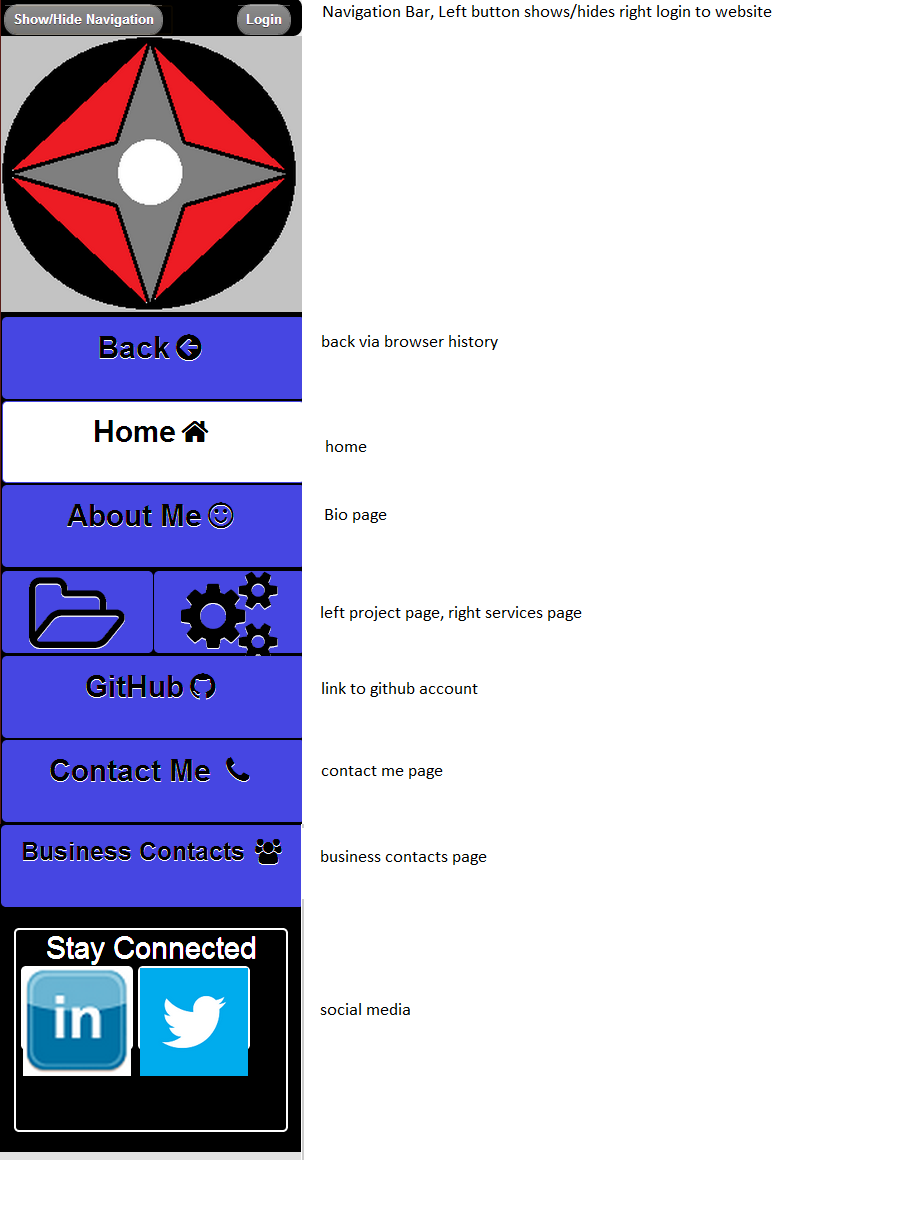 Show/Hide Navigation
Login
Navigation Bar, Left button shows/hides right login to website
Back
back via browser history
Home
home
About Me
Bio page
left project page, right services page
GitHub
link to github account
Contact Me
contact me page
Business Contacts
business contacts page
Stay Connected
in
social media